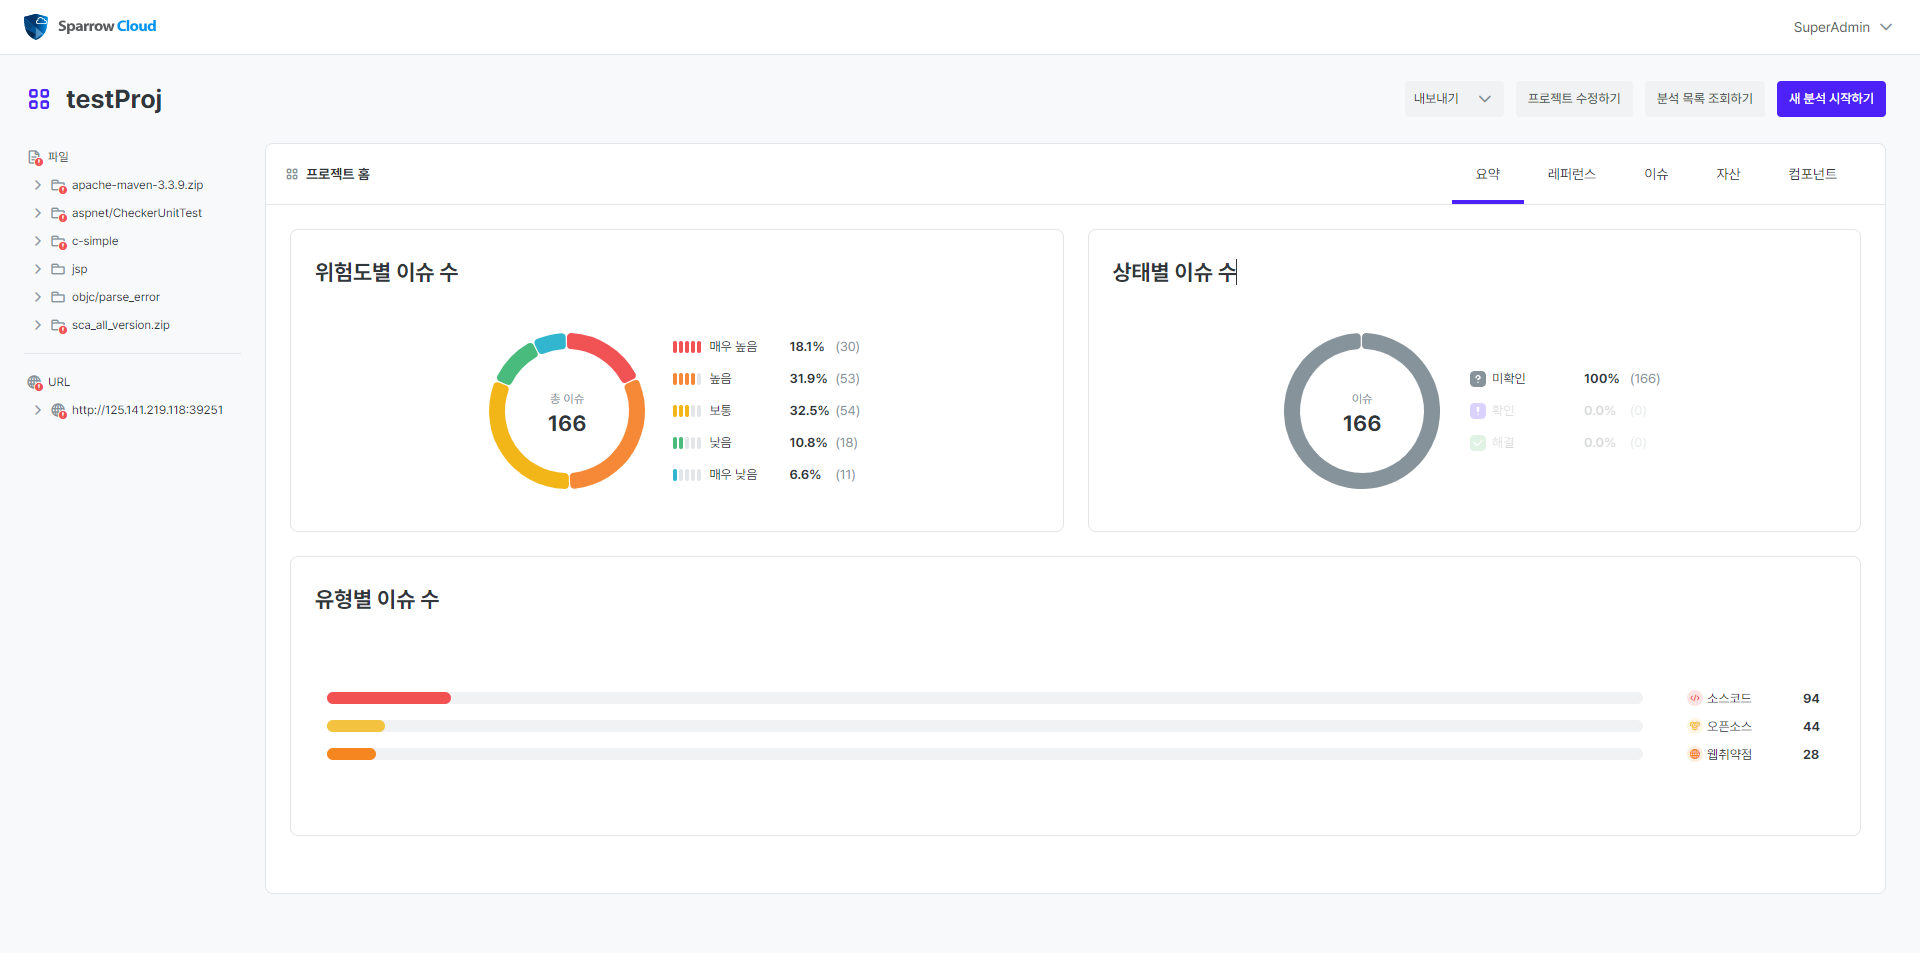 Sparrow Cloud
SuperAdmin
testProj
내보내기
프로젝트 수정하기
분석 목록 조회하기
새 분석 시작하기
파일
apache-maven-3.3.9.zip
aspnet/CheckerUnitTest
c-simple
jsp
objc/parse_error
sca_all_version.zip
URL
http://125.141.219.118:39251
프로젝트 홈
요약
레퍼런스
이슈
자산
컴포넌트
위험도별 이슈 수
총 이슈
166
매우 높음 18.1% (30)
높음 31.9% (53)
보통 32.5% (54)
낮음 10.8% (18)
매우 낮음 6.6% (11)
상태별 이슈 수
이슈
166
미확인 100% (166)
확인 0.0% (0)
해결 0.0% (0)
유형별 이슈 수
소스코드 94
오픈소스 44
웹취약점 28